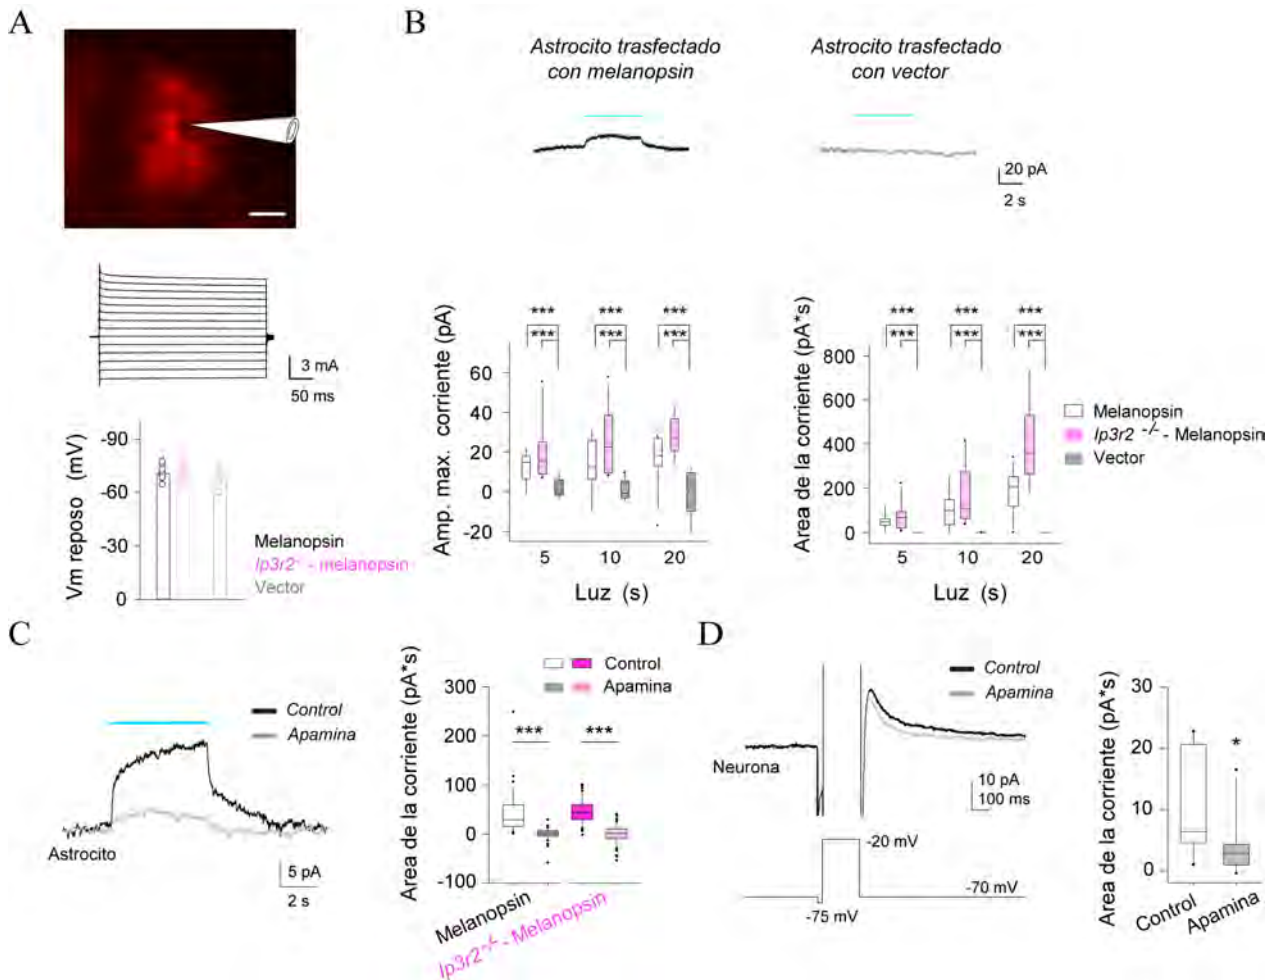 A
B
Astrocito trasfectado
con melanopsin
Astrocito trasfectado
con vector
20 pA
2 s
3 mA
50 ms
Vm reposo (mV)
-90
-60
-30
0
Melanopsin
Ip3r2-/- - melanopsin
Vector
Amp. max. corriente (pA)
*** *** ***
*** *** ***
60
40
20
0
-20
5 10 20
Luz (s)
Area de la corriente (pA*s)
*** *** ***
*** *** ***
800
600
400
200
0
5 10 20
Luz (s)
Melanopsin
Ip3r2 -/- - Melanopsin
Vector
C
Control
Apamina
Astrocito
5 pA
2 s
Area de la corriente (pA*s)
Control
Apamina
300
200
100
0
-100
*** ***
Melanopsin
Ip3r2-/- - Melanopsin
D
Control
Apamina
Neurona
10 pA
100 ms
-20 mV
-70 mV
-75 mV
Area de la corriente (pA*s)
30
20
10
0
*
Control
Apamina